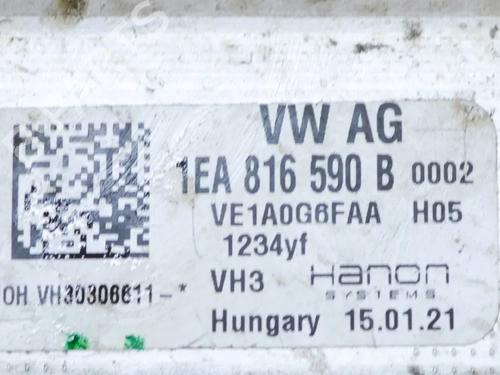 VW AG
1EA 816 590 B 0002
VE1A0G6FAA H05
1234yf
OH VH30306611-*
VH3 Hanon
SYSTEMS
Hungary 15.01.21